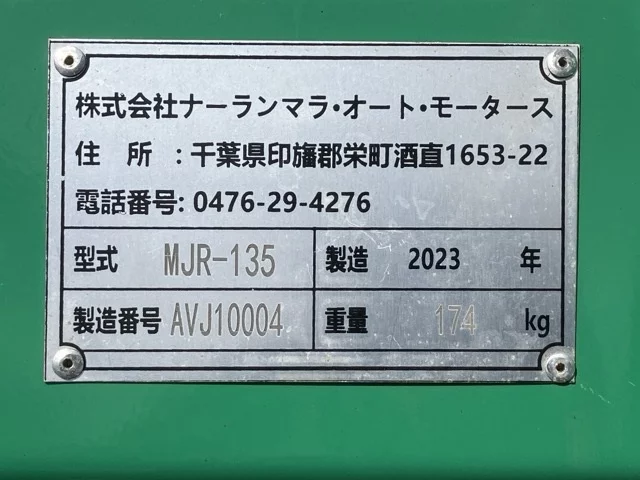 株式会社ナーランマラ・オート・モータース
住 所 :千葉県印旛郡栄町酒直1653-22
電話番号: 0476-29-4276
型式 MJR-135 製造 2023 年
製造番号 AVJ10004 重量 174 kg